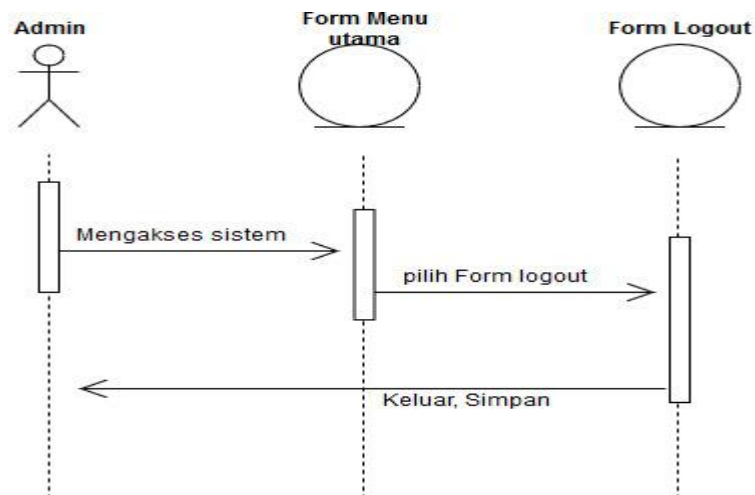 Admin
Form Menu
utama
Form Logout
Mengakses sistem
pilih Form logout
Keluar, Simpan